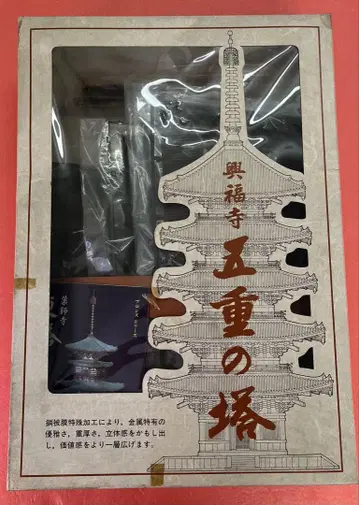 興福寺
五重の塔
薬師寺
銅被膜特殊加工により、金属特有の
優雅さ、重厚さ、立体感をかもし出
し、価値感をより一層広げます。